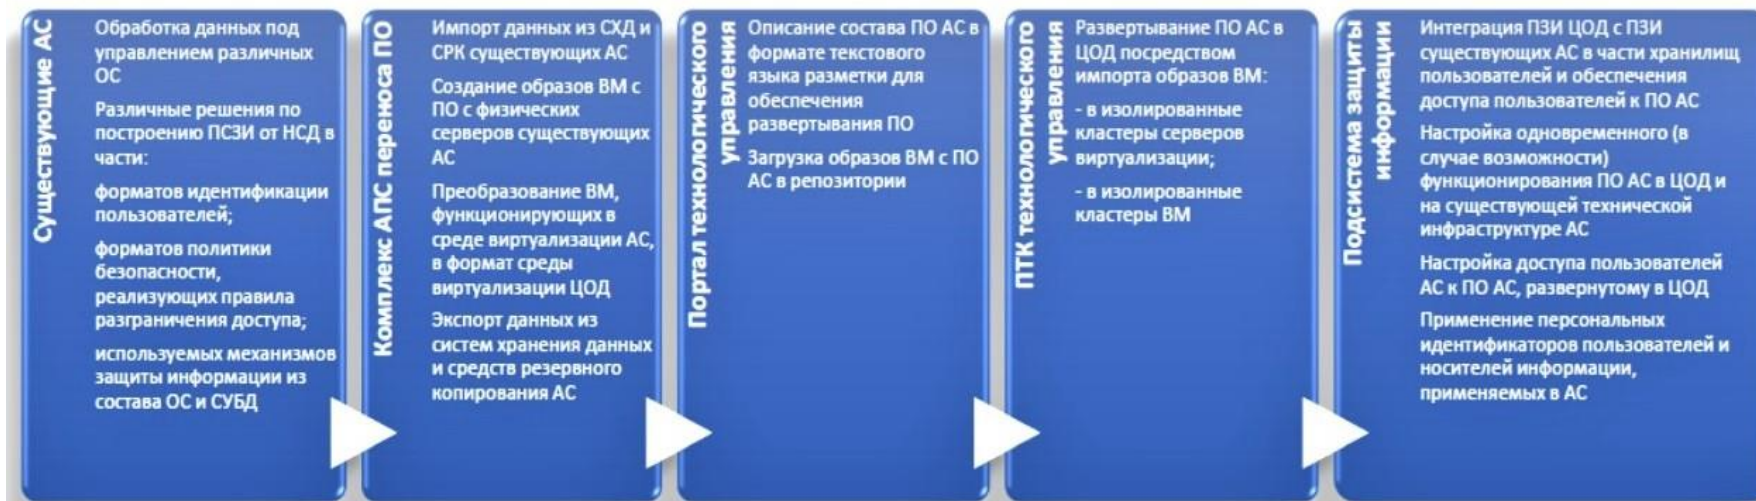 Существующие АС
Обработка данных под
управлением различных
ОС
Различные решения по
построению ПСЗИ от НСД в
части:
форматов идентификации
пользователей;
форматов политики
безопасности,
реализующих правила
разграничения доступа;
используемых механизмов
защиты информации из
состава ОС и СУБД
Комплекс АПС переноса ПО
Импорт данных из СХД и
СРК существующих АС
Создание образов ВМ с
ПО с физических
серверов существующих
АС
Преобразование ВМ,
функционирующих в
среде виртуализации АС,
в формат среды
виртуализации ЦОД
Экспорт данных из
систем хранения данных
и средств резервного
копирования АС
Портал технологического
управления
Описание состава ПО АС в
формате текстового
языка разметки для
обеспечения
развертывания ПО
Загрузка образов ВМ с ПО
АС в репозитории
ПТК технологического
управления
Развертывание ПО АС в
ЦОД посредством
импорта образов ВМ:
- в изолированные
кластеры серверов
виртуализации;
- в изолированные
кластеры ВМ
Подсистема защиты
информации
Интеграция ПЗИ ЦОД с ПЗИ
существующих АС в части хранилищ
пользователей и обеспечения
доступа пользователей к ПО АС
Настройка одновременного (в
случае возможности)
функционирования ПО АС в ЦОД и
на существующей технической
инфраструктуре АС
Настройка доступа пользователей
АС к ПО АС, развернутому в ЦОД
Применение персональных
идентификаторов пользователей и
носителей информации,
применяемых в АС